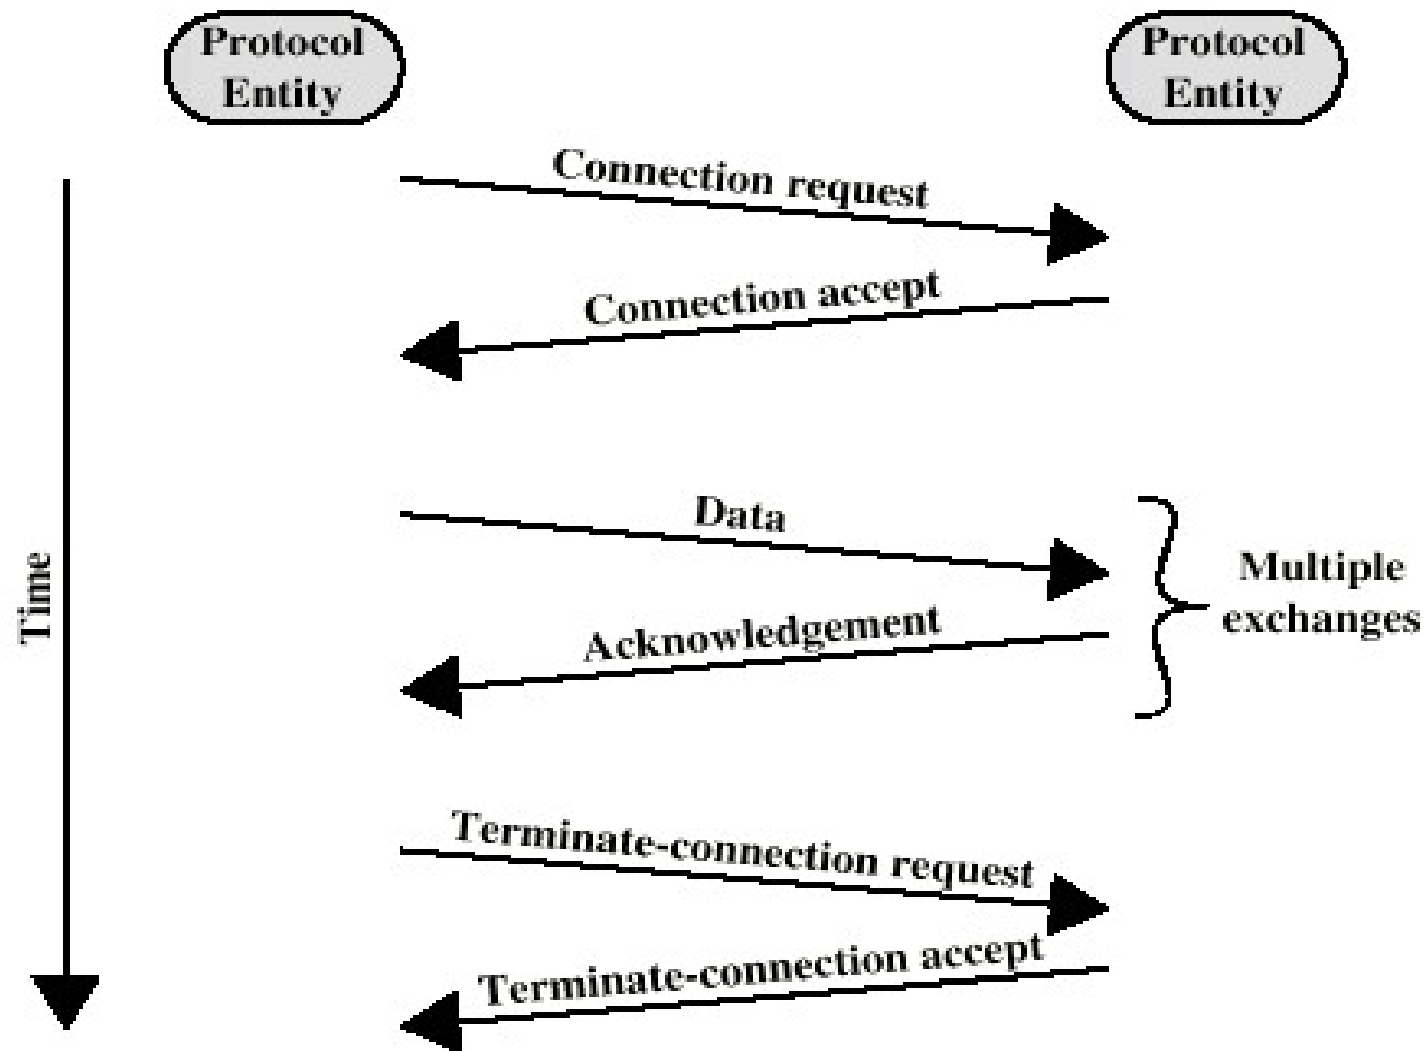 Protocol
Entity
Protocol
Entity
Connection request
Connection accept
Data
Acknowledgement
Multiple
exchanges
Time
Terminate-connection request
Terminate-connection accept